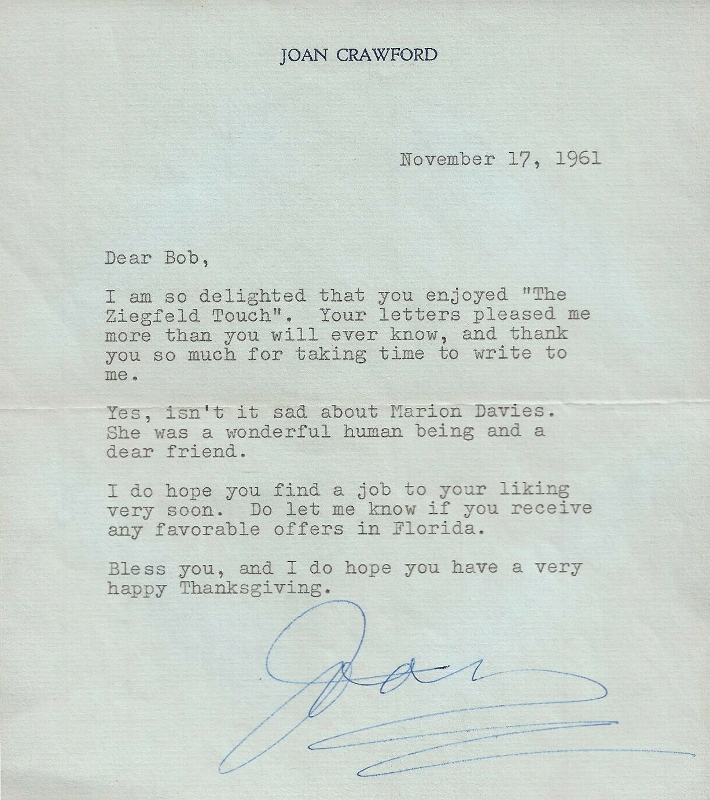 JOAN CRAWFORD
November 17, 1961
Dear Bob,
I am so delighted that you enjoyed "The
Ziegfeld Touch".  Your letters pleased me
more than you will ever know, and thank
you so much for taking time to write to
me.
Yes, isn't it sad about Marion Davies.
She was a wonderful human being and a
dear friend.
I do hope you find a job to your liking
very soon.  Do let me know if you receive
any favorable offers in Florida.
Bless you, and I do hope you have a very
happy Thanksgiving.
Joan